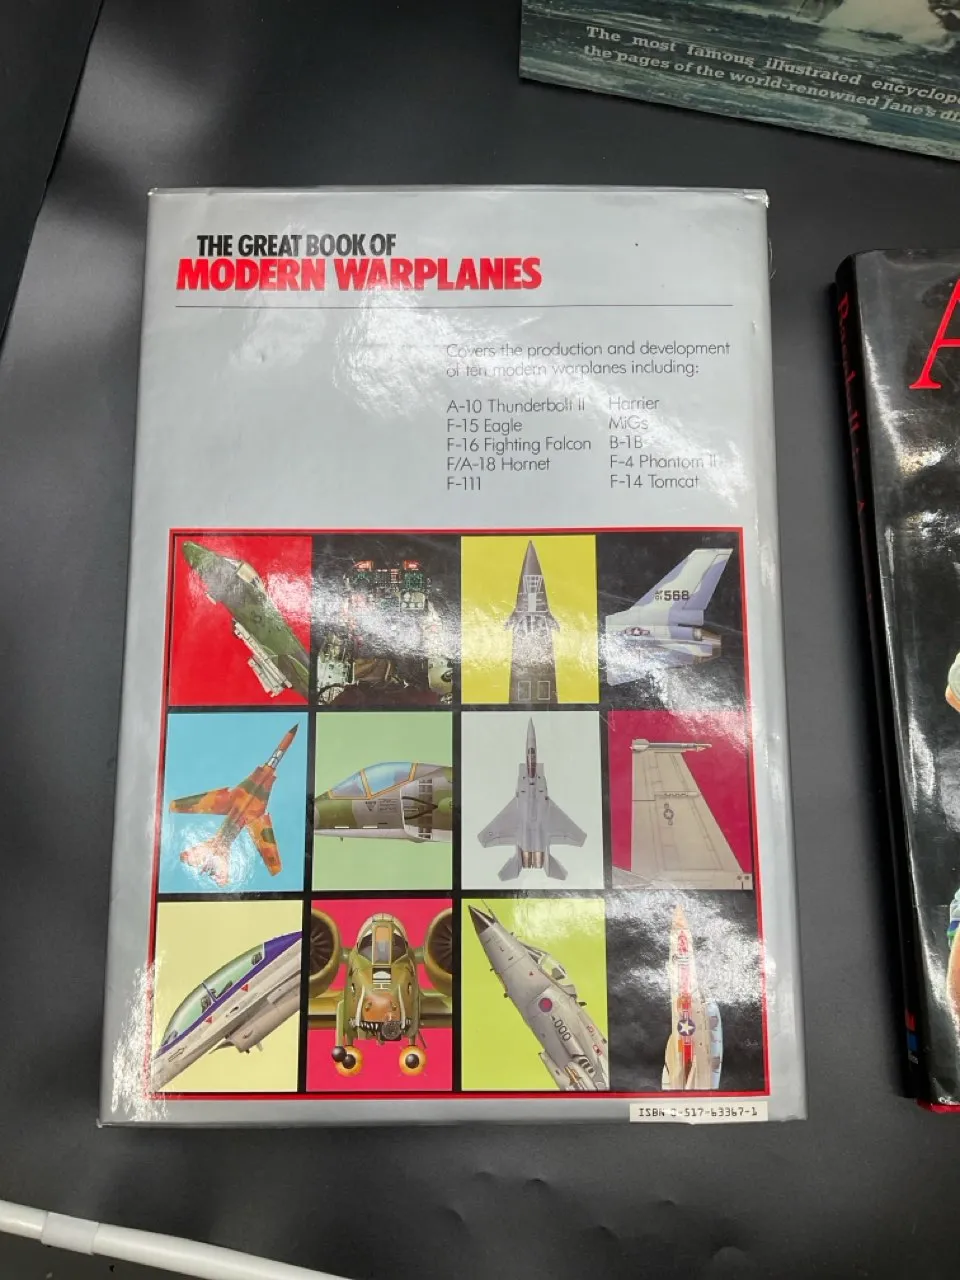 The most famous illustrated
the pages of the world-renowned Jane's
THE GREAT BOOK OF
MODERN WARPLANES
Covers the production and development
of ten modern warplanes including:
A-10 Thunderbolt II
F-15 Eagle
F-16 Fighting Falcon
F/A-18 Hornet
F-111
Harrier
MiGs
B-1B
F-4 Phantom II
F-14 Tomcat
568
000
ISBN 0-517-63367-1